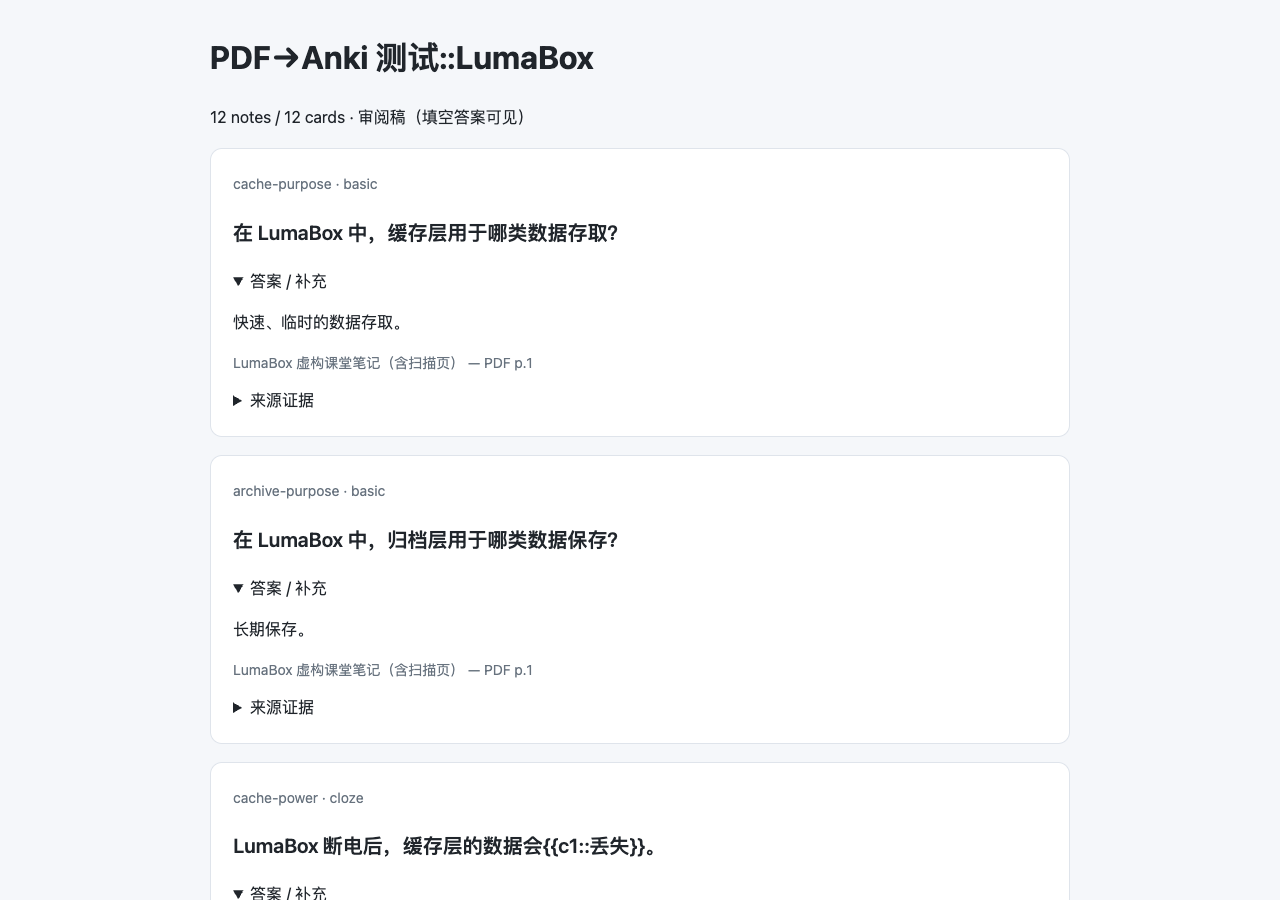 PDF→Anki 测试::LumaBox
12 notes / 12 cards · 审阅稿（填空答案可见）
cache-purpose · basic
在 LumaBox 中，缓存层用于哪类数据存取？
▼ 答案 / 补充
快速、临时的数据存取。
LumaBox 虚构课堂笔记（含扫描页） — PDF p.1
▶ 来源证据
archive-purpose · basic
在 LumaBox 中，归档层用于哪类数据保存？
▼ 答案 / 补充
长期保存。
LumaBox 虚构课堂笔记（含扫描页） — PDF p.1
▶ 来源证据
cache-power · cloze
LumaBox 断电后，缓存层的数据会{{c1::丢失}}。
▼ 答案 / 补充